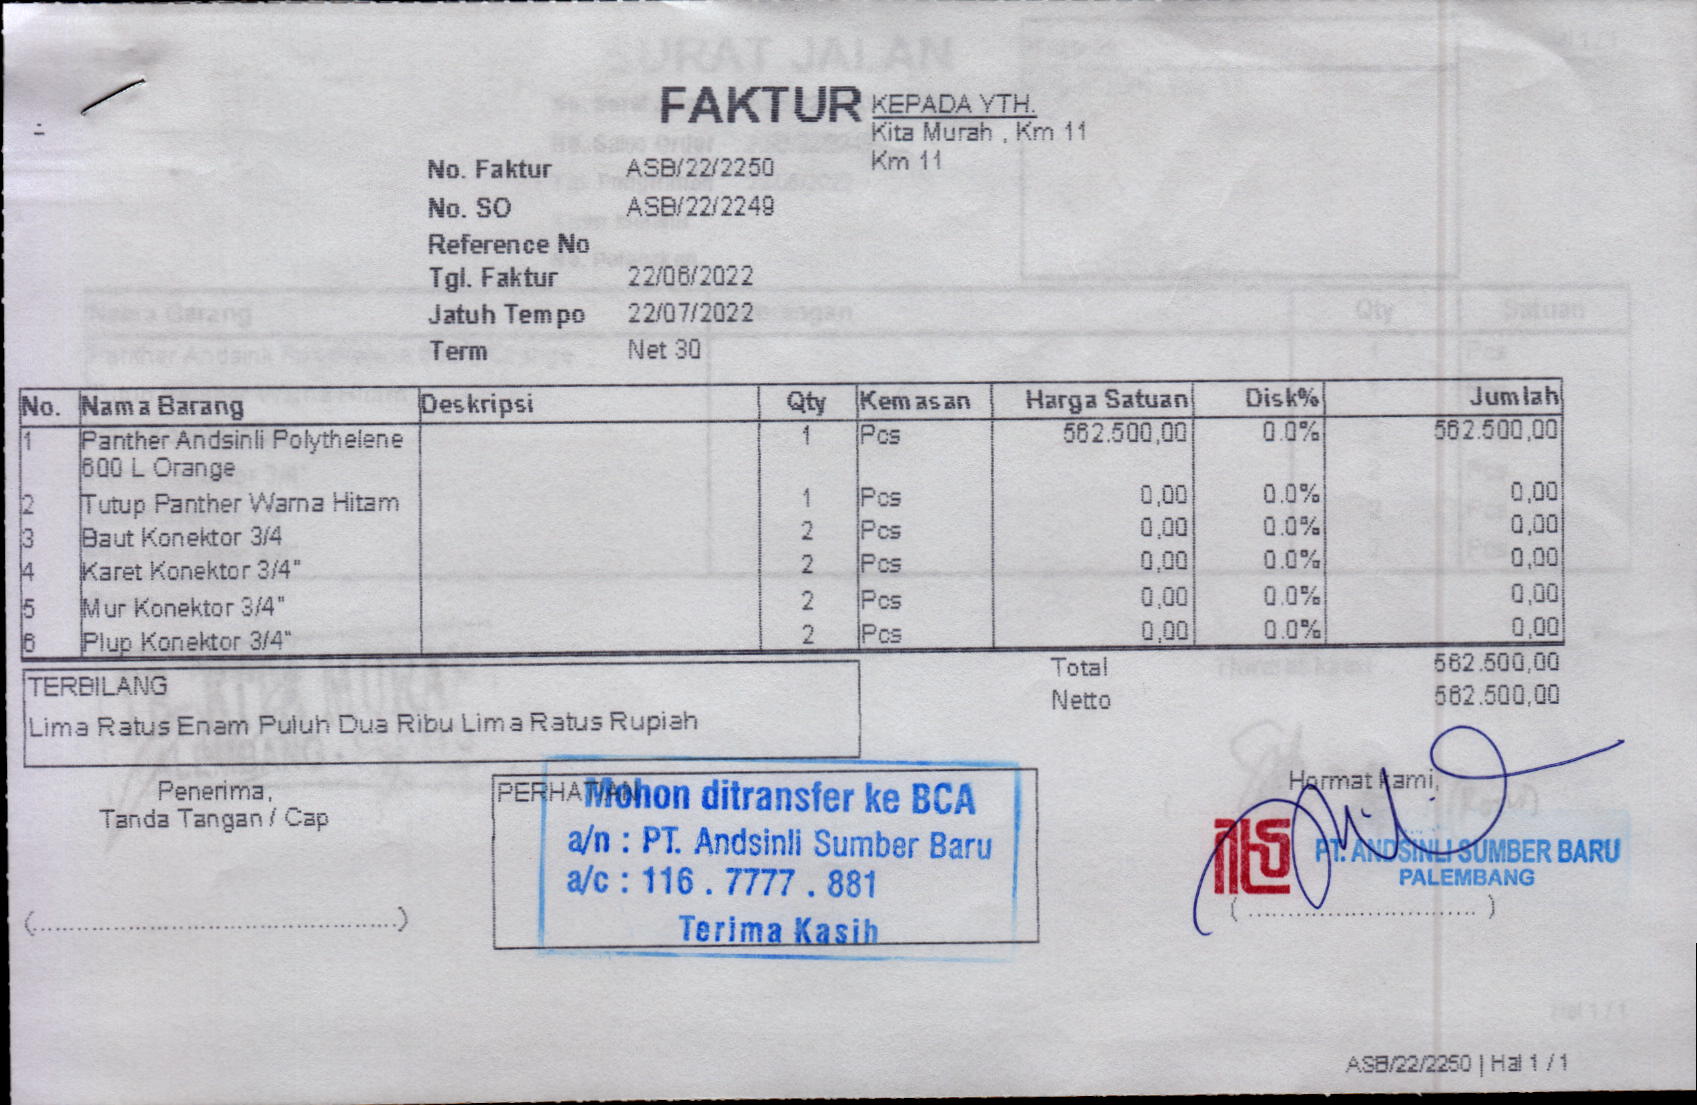 FAKTUR
KEPADA YTH.
Kita Murah , Km 11
Km 11
No. Faktur ASB/22/2250
No. SO ASB/22/2249
Reference No
Tgl. Faktur 22/06/2022
Jatuh Tempo 22/07/2022
Term Net 30
No. Nama Barang Deskripsi Qty Kemasan Harga Satuan Disk% Jumlah
1 Panther Andsinli Polythelene 1 Pcs 562.500,00 0.0% 562.500,00
600 L Orange
2 Tutup Panther Warna Hitam 1 Pcs 0,00 0.0% 0,00
3 Baut Konektor 3/4 2 Pcs 0,00 0.0% 0,00
4 Karet Konektor 3/4" 2 Pcs 0,00 0.0% 0,00
5 Mur Konektor 3/4" 2 Pcs 0,00 0.0% 0,00
6 Plup Konektor 3/4" 2 Pcs 0,00 0.0% 0,00
Total 562.500,00
Netto 562.500,00
TERBILANG
Lima Ratus Enam Puluh Dua Ribu Lima Ratus Rupiah
Penerima,
Tanda Tangan / Cap
(............................................)
PERHATIAN
Mohon ditransfer ke BCA
a/n : PT. Andsinli Sumber Baru
a/c : 116 . 7777 . 881
Terima Kasih
Hormat kami,
PT. ANDSINLI SUMBER BARU
PALEMBANG
( .............................. )
ASB/22/2250 | Hal 1 / 1